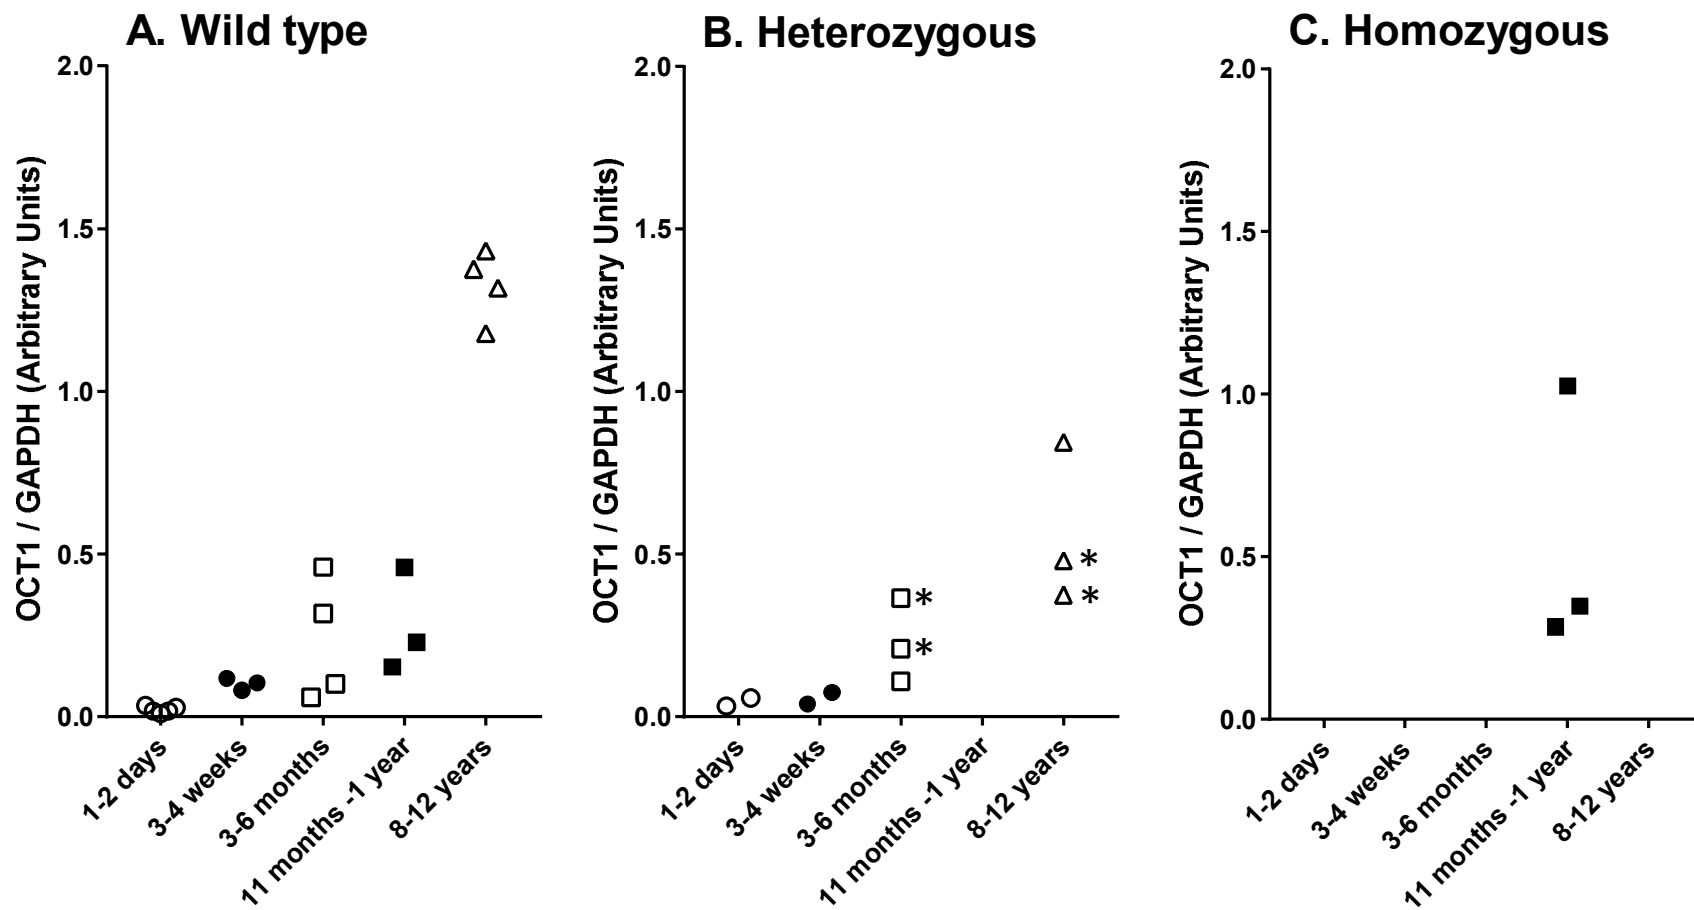 A. Wild type
OCT1 / GAPDH (Arbitrary Units)
2.0
1.5
1.0
0.5
0.0
1-2 days
3-4 weeks
3-6 months
11 months -1 year
8-12 years
B. Heterozygous
OCT1 / GAPDH (Arbitrary Units)
2.0
1.5
1.0
0.5
0.0
*
*
*
*
1-2 days
3-4 weeks
3-6 months
11 months -1 year
8-12 years
C. Homozygous
OCT1 / GAPDH (Arbitrary Units)
2.0
1.5
1.0
0.5
0.0
1-2 days
3-4 weeks
3-6 months
11 months -1 year
8-12 years